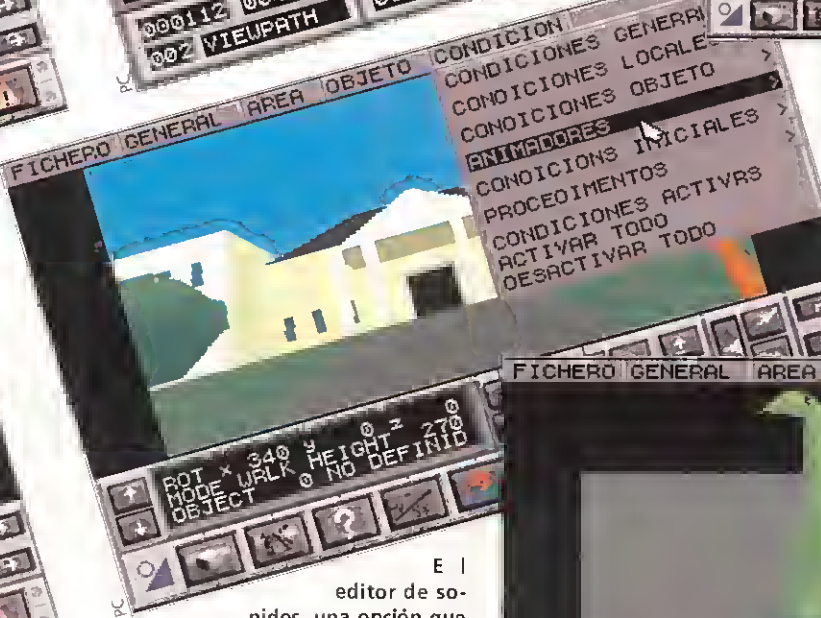 000112
002 VIEWPATH
PC
FICHERO GENERAL AREA OBJETO CONDICION
CONDICIONES GENERAL
CONDICIONES LOCALES
CONDICIONES OBJETO
ANIMADORES
CONDICIONS INICIALES
PROCEDIMENTOS
CONDICIONES ACTIVAS
ACTIVAR TODO
DESACTIVAR TODO
ROT x 340 y 0 z 0
MODE WALK HEIGHT 270
OBJECT 0 NO DEFINID
PC
FICHERO GENERAL AREA
E l
editor de so-
nidos, una opción que